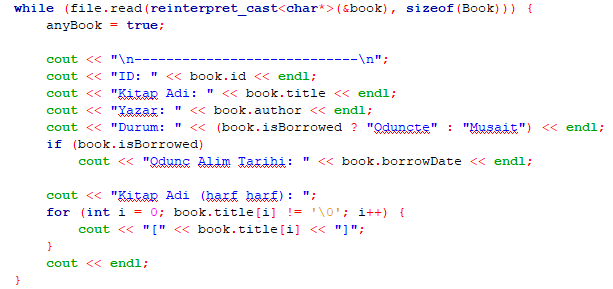 while (file.read(reinterpret_cast<char*>(&book), sizeof(Book))) {
    anyBook = true;

    cout << "\n----------------------------\n";
    cout << "ID: " << book.id << endl;
    cout << "Kitap Adi: " << book.title << endl;
    cout << "Yazar: " << book.author << endl;
    cout << "Durum: " << (book.isBorrowed ? "Oduncte" : "Musait") << endl;
    if (book.isBorrowed)
        cout << "Odunc Alim Tarihi: " << book.borrowDate << endl;

    cout << "Kitap Adi (harf harf): ";
    for (int i = 0; book.title[i] != '\0'; i++) {
        cout << "[" << book.title[i] << "]";
    }
    cout << endl;
}